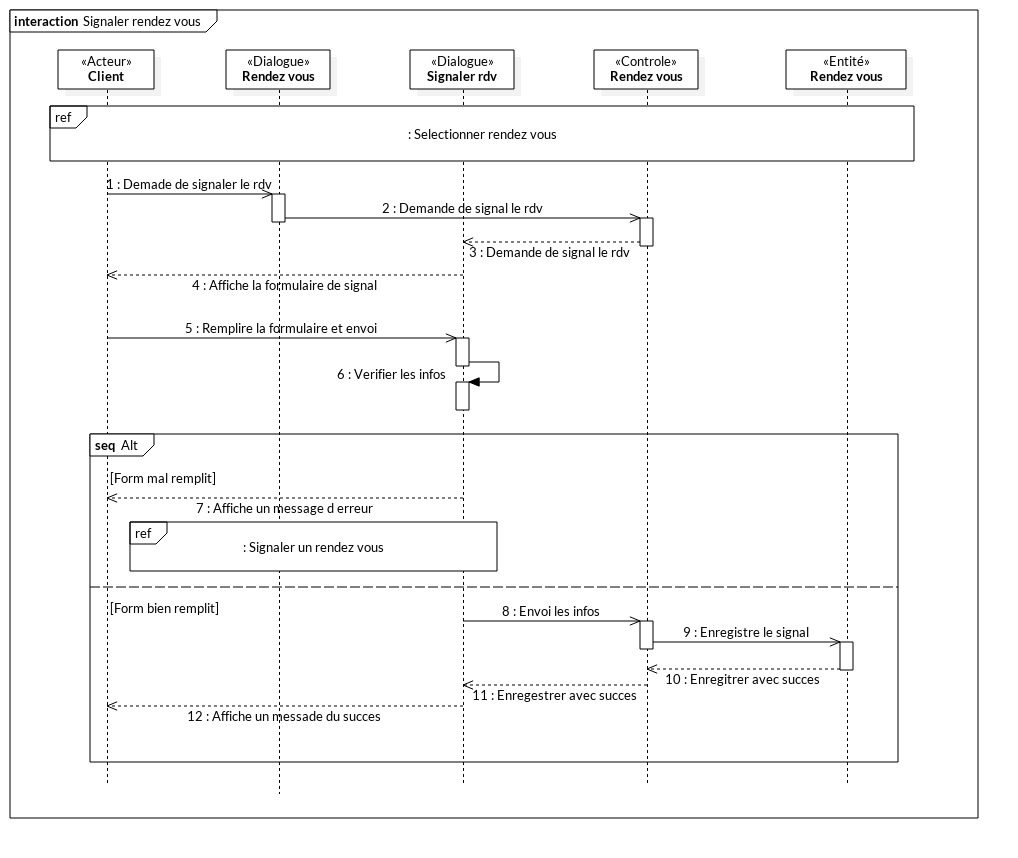 interaction Signaler rendez vous
«Acteur»
Client
«Dialogue»
Rendez vous
«Dialogue»
Signaler rdv
«Controle»
Rendez vous
«Entité»
Rendez vous
ref
: Selectionner rendez vous
1 : Demade de signaler le rdv
2 : Demande de signal le rdv
3 : Demande de signal le rdv
4 : Affiche la formulaire de signal
5 : Remplire la formulaire et envoi
6 : Verifier les infos
seq Alt
[Form mal remplit]
7 : Affiche un message d erreur
ref
: Signaler un rendez vous
[Form bien remplit]
8 : Envoi les infos
9 : Enregistre le signal
10 : Enregitrer avec succes
11 : Enregestrer avec succes
12 : Affiche un messade du succes